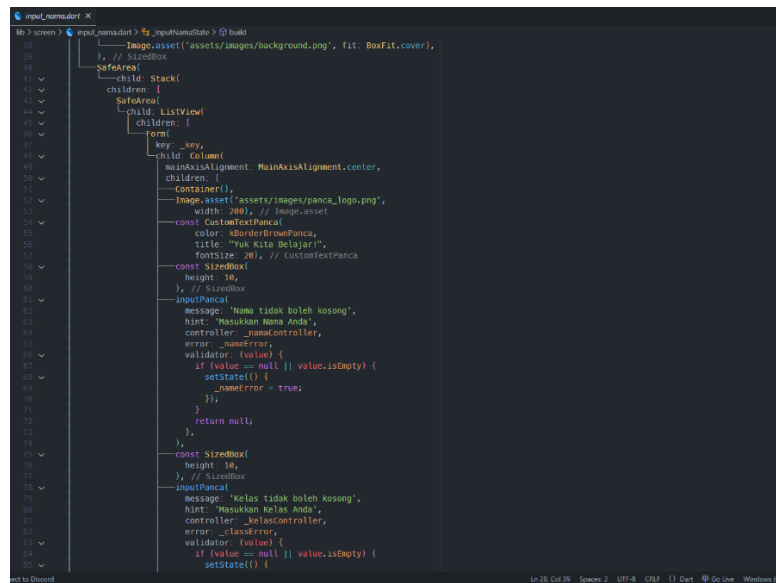 input_nama.dart ×
lib > screen > input_nama.dart > _InputNamaState > build
38 Image.asset('assets/images/background.png', fit: BoxFit.cover),
39 ), // SizedBox
40 SafeArea(
41 child: Stack(
42 children: [
43 SafeArea(
44 child: ListView(
45 children: [
46 Form(
47 key: _key,
48 child: Column(
49 mainAxisAlignment: MainAxisAlignment.center,
50 children: [
51 Container(),
52 Image.asset('assets/images/panca_logo.png',
53 width: 200), // Image.asset
54 const CustomTextPanca(
55 color: kBorderBrownPanca,
56 title: "Yuk Kita Belajar!",
57 fontSize: 20), // CustomTextPanca
58 const SizedBox(
59 height: 10,
60 ), // SizedBox
61 inputPanca(
62 message: 'Nama tidak boleh kosong',
63 hint: 'Masukkan Nama Anda',
64 controller: _namaController,
65 error: _nameError,
66 validator: (value) {
67 if (value == null || value.isEmpty) {
68 setState(() {
69 _nameError = true;
70 });
71 }
72 return null;
73 },
74 ),
75 const SizedBox(
76 height: 10,
77 ), // SizedBox
78 inputPanca(
79 message: 'Kelas tidak boleh kosong',
80 hint: 'Masukkan Kelas Anda',
81 controller: _kelasController,
82 error: _classError,
83 validator: (value) {
84 if (value == null || value.isEmpty) {
85 setState(() {
ect to Discord Ln 28, Col 39 Spaces: 2 UTF-8 CRLF {} Dart Go Live Windows